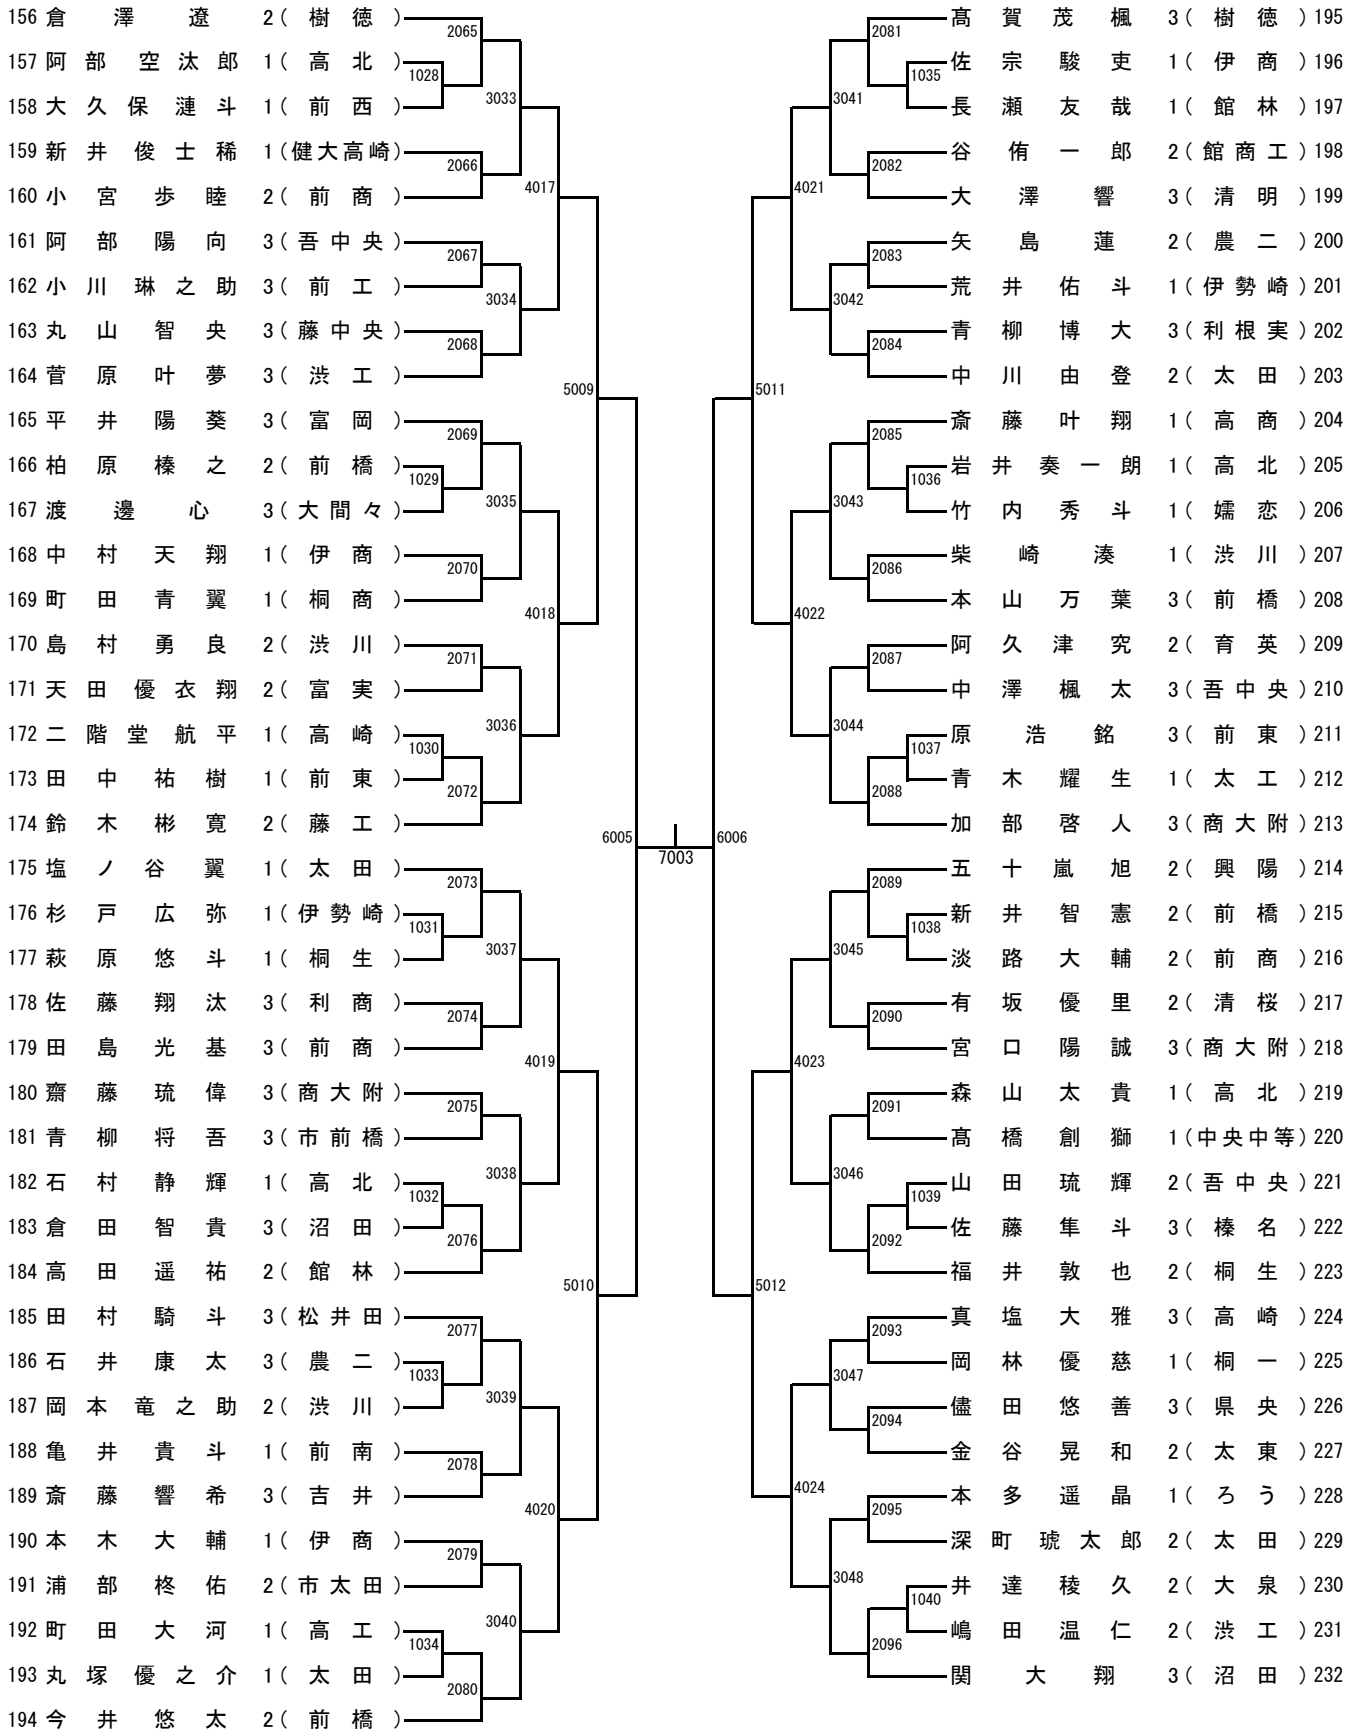 156 倉澤遼 2(樹徳)
157 阿部空汰郎 1(高北)
158 大久保漣斗 1(前西)
159 新井俊士稀 1(健大高崎)
160 小宮歩睦 2(前商)
161 阿部陽向 3(吾中央)
162 小川琳之助 3(前工)
163 丸山智央 3(藤中央)
164 菅原叶夢 3(渋工)
165 平井陽葵 3(富岡)
166 柏原榛之 2(前橋)
167 渡邊心 3(大間々)
168 中村天翔 1(伊商)
169 町田青翼 1(桐商)
170 島村勇良 2(渋川)
171 天田優衣翔 2(富実)
172 二階堂航平 1(高崎)
173 田中祐樹 1(前東)
174 鈴木彬寛 2(藤工)
175 塩ノ谷翼 1(太田)
176 杉戸広弥 1(伊勢崎)
177 萩原悠斗 1(桐生)
178 佐藤翔汰 3(利商)
179 田島光基 3(前商)
180 齋藤琉偉 3(商大附)
181 青柳将吾 3(市前橋)
182 石村静輝 1(高北)
183 倉田智貴 3(沼田)
184 高田遥祐 2(館林)
185 田村騎斗 3(松井田)
186 石井康太 3(農二)
187 岡本竜之助 2(渋川)
188 亀井貴斗 1(前南)
189 斎藤響希 3(吉井)
190 本木大輔 1(伊商)
191 浦部柊佑 2(市太田)
192 町田大河 1(高工)
193 丸塚優之介 1(太田)
194 今井悠太 2(前橋)
2065
1028
3033
2066
4017
2067
3034
2068
5009
2069
1029
3035
2070
4018
2071
3036
1030
2072
6005
2073
1031
3037
2074
4019
2075
3038
1032
2076
5010
2077
1033
3039
2078
4020
2079
3040
1034
2080
7003
2081
1035
3041
2082
4021
2083
3042
2084
5011
2085
1036
3043
2086
4022
2087
3044
1037
2088
6006
2089
1038
3045
2090
4023
2091
3046
1039
2092
5012
2093
3047
2094
4024
2095
3048
1040
2096
髙賀茂楓 3(樹徳)195
佐宗駿吏 1(伊商)196
長瀬友哉 1(館林)197
谷侑一郎 2(館商工)198
大澤響 3(清明)199
矢島蓮 2(農二)200
荒井佑斗 1(伊勢崎)201
青柳博大 3(利根実)202
中川由登 2(太田)203
斎藤叶翔 1(高商)204
岩井奏一朗 1(高北)205
竹内秀斗 1(嬬恋)206
柴崎湊 1(渋川)207
本山万葉 3(前橋)208
阿久津究 2(育英)209
中澤楓太 3(吾中央)210
原浩銘 3(前東)211
青木耀生 1(太工)212
加部啓人 3(商大附)213
五十嵐旭 2(興陽)214
新井智憲 2(前橋)215
淡路大輔 2(前商)216
有坂優里 2(清桜)217
宮口陽誠 3(商大附)218
森山太貴 1(高北)219
髙橋創獅 1(中央中等)220
山田琉輝 2(吾中央)221
佐藤隼斗 3(榛名)222
福井敦也 2(桐生)223
真塩大雅 3(高崎)224
岡林優慈 1(桐一)225
儘田悠善 3(県央)226
金谷晃和 2(太東)227
本多遥晶 1(ろう)228
深町琥太郎 2(太田)229
井達稜久 2(大泉)230
嶋田温仁 2(渋工)231
関大翔 3(沼田)232